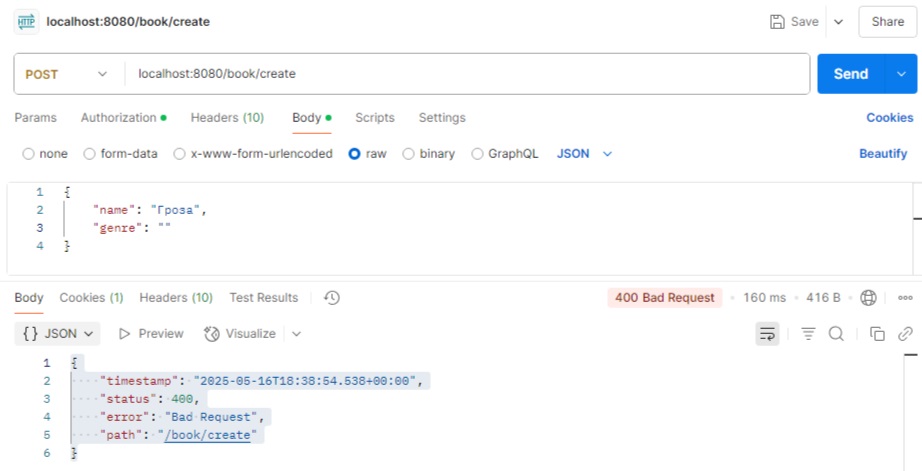 HTTP localhost:8080/book/create Save Share
POST localhost:8080/book/create Send
Params Authorization Headers (10) Body Scripts Settings Cookies
none form-data x-www-form-urlencoded raw binary GraphQL JSON Beautify
1 {
2 "name": "Гроза",
3 "genre": ""
4 }
Body Cookies (1) Headers (10) Test Results 400 Bad Request 160 ms 416 B
{} JSON Preview Visualize
1 {
2 "timestamp": "2025-05-16T18:38:54.538+00:00",
3 "status": 400,
4 "error": "Bad Request",
5 "path": "/book/create"
6 }